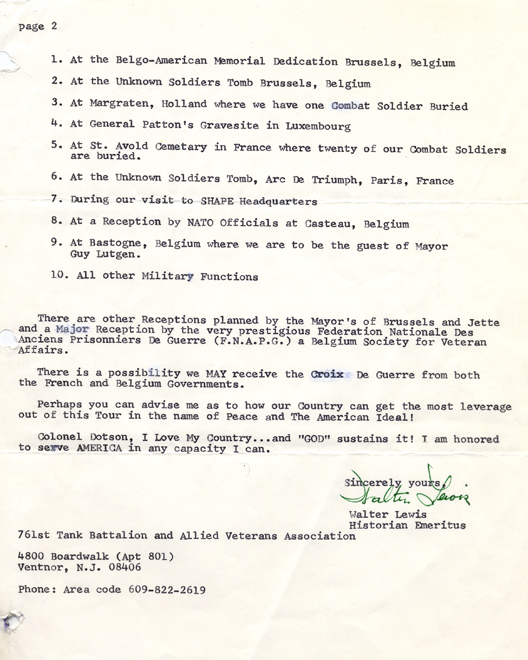 page 2
1. At the Belgo-American Memorial Dedication Brussels, Belgium
2. At the Unknown Soldiers Tomb Brussels, Belgium
3. At Margraten, Holland where we have one Combat Soldier Buried
4. At General Patton's Gravesite in Luxembourg
5. At St. Avold Cemetary in France where twenty of our Combat Soldiers
are buried.
6. At the Unknown Soldiers Tomb, Arc De Triumph, Paris, France
7. During our visit to SHAPE Headquarters
8. At a Reception by NATO Officials at Casteau, Belgium
9. At Bastogne, Belgium where we are to be the guest of Mayor
Guy Lutgen.
10. All other Military Functions
There are other Receptions planned by the Mayor's of Brussels and Jette
and a Major Reception by the very prestigious Federation Nationale Des
Anciens Prisonniers De Guerre (F.N.A.P.G.) a Belgium Society for Veteran
Affairs.
There is a possibility we MAY receive the Croix De Guerre from both
the French and Belgium Governments.
Perhaps you can advise me as to how our Country can get the most leverage
out of this Tour in the name of Peace and The American Ideal!
Colonel Dotson, I Love My Country...and "GOD" sustains it! I am honored
to serve AMERICA in any capacity I can.
Sincerely yours,
Walter Lewis
Walter Lewis
Historian Emeritus
761st Tank Battalion and Allied Veterans Association
4800 Boardwalk (Apt 801)
Ventnor, N.J. 08406
Phone: Area code 609-822-2619